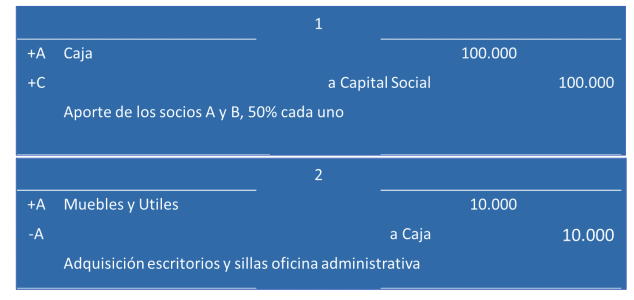 1
+A Caja 100.000
+C a Capital Social 100.000
Aporte de los socios A y B, 50% cada uno
2
+A Muebles y Utiles 10.000
-A a Caja 10.000
Adquisición escritorios y sillas oficina administrativa